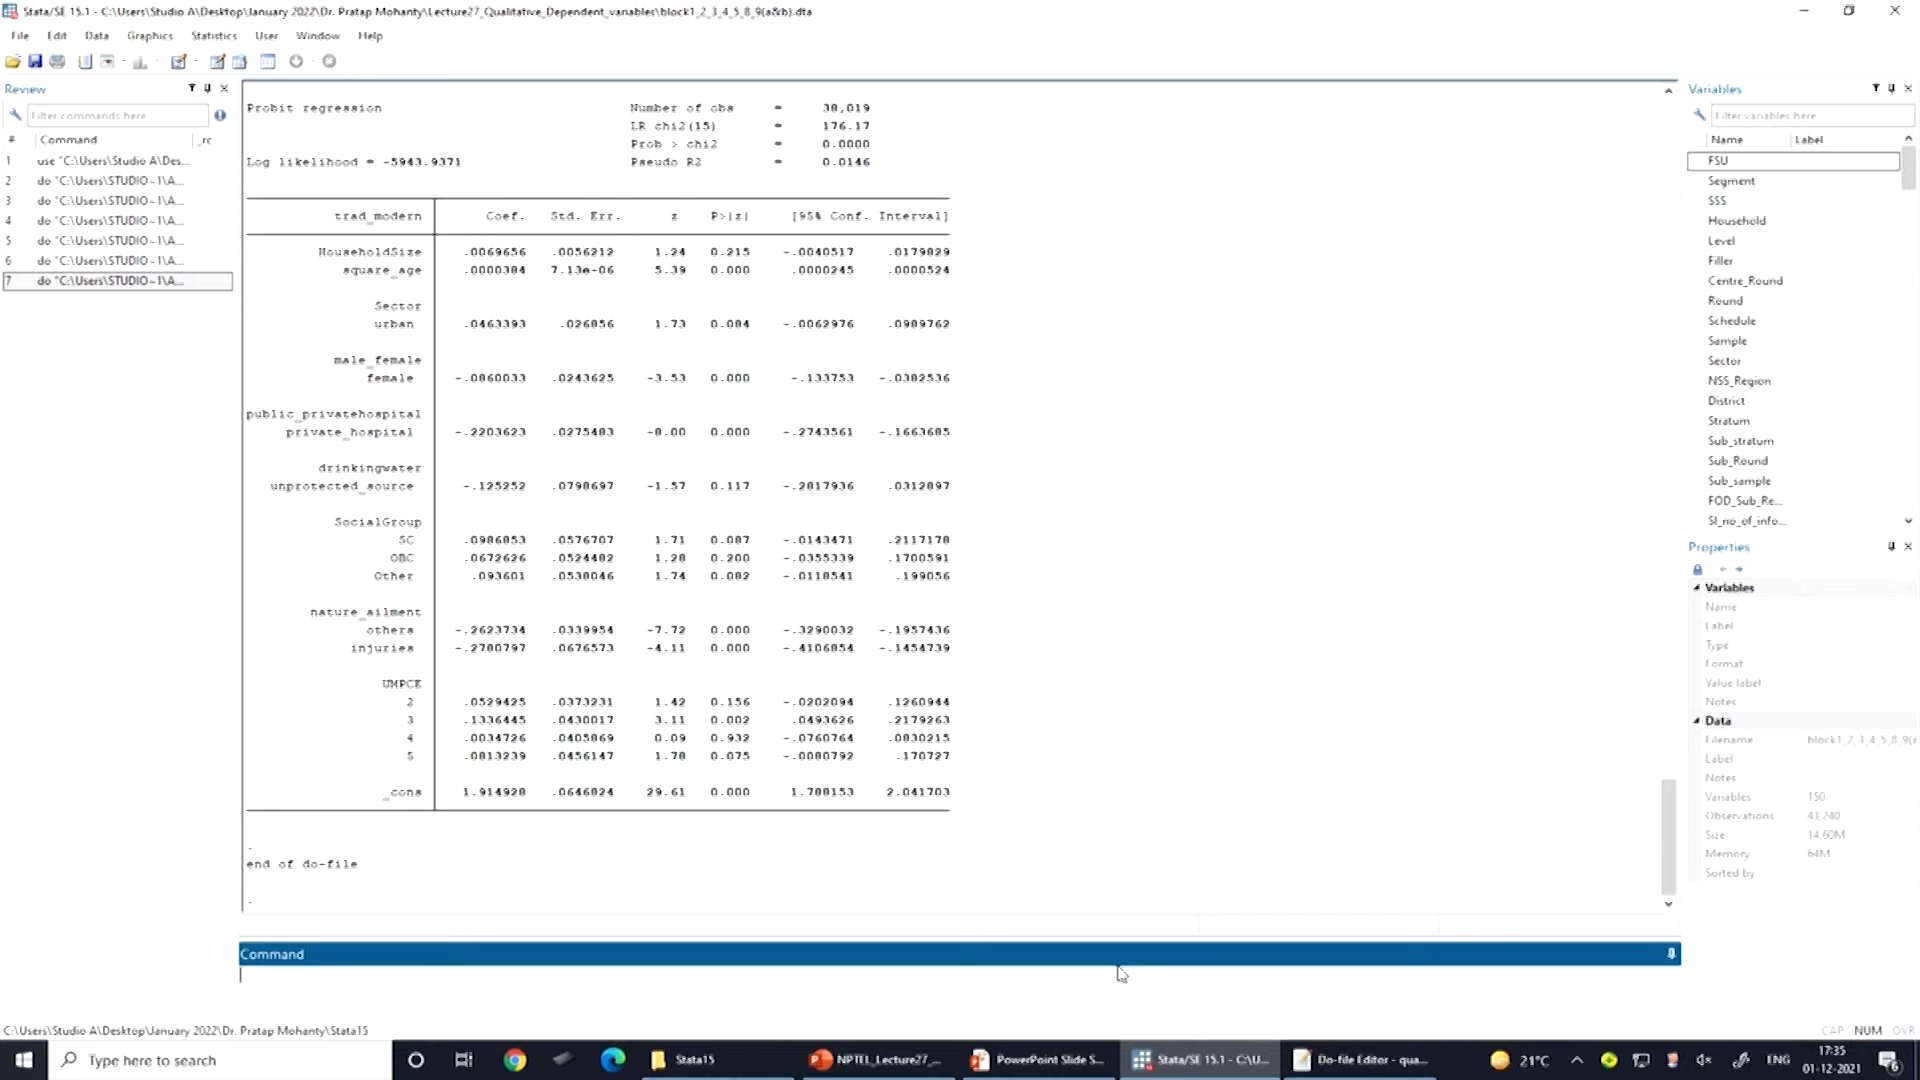 Stata/SE 15.1 - C:\Users\Studio A\Desktop\January 2022\Dr. Pratap Mohanty\Lecture27_Qualitative_Dependent_variables\block1_2_3_4_5_8_9(a&b).dta
File Edit Data Graphics Statistics User Window Help
Review
Filter commands here
# Command _rc
1 use "C:\Users\Studio A\Des...
2 do "C:\Users\STUDIO~1\A...
3 do "C:\Users\STUDIO~1\A...
4 do "C:\Users\STUDIO~1\A...
5 do "C:\Users\STUDIO~1\A...
6 do "C:\Users\STUDIO~1\A...
7 do "C:\Users\STUDIO~1\A...
Probit regression Number of obs = 38,019
LR chi2(15) = 176.17
Prob > chi2 = 0.0000
Log likelihood = -5943.9371 Pseudo R2 = 0.0146
trad_modern Coef. Std. Err. z P>|z| [95% Conf. Interval]
HouseholdSize .0069656 .0056212 1.24 0.215 -.0040517 .0179829
square_age .0000384 7.13e-06 5.39 0.000 .0000245 .0000524
Sector
urban .0463393 .026856 1.73 0.084 -.0062976 .0989762
male_female
female -.0860033 .0243625 -3.53 0.000 -.133753 -.0382536
public_privatehospital
private_hospital -.2203623 .0275483 -8.00 0.000 -.2743561 -.1663685
drinkingwater
unprotected_source -.125252 .0798697 -1.57 0.117 -.2817936 .0312897
SocialGroup
SC .0986853 .0576707 1.71 0.087 -.0143471 .2117178
OBC .0672626 .0524482 1.28 0.200 -.0355339 .1700591
Other .093601 .0538046 1.74 0.082 -.0118541 .199056
nature_ailment
others -.2623734 .0339954 -7.72 0.000 -.3290032 -.1957436
injuries -.2780797 .0676573 -4.11 0.000 -.4106854 -.1454739
UMPCE
2 .0529425 .0373231 1.42 0.156 -.0202094 .1260944
3 .1336445 .0430017 3.11 0.002 .0493626 .2179263
4 .0034726 .0405869 0.09 0.932 -.0760764 .0830215
5 .0813239 .0456147 1.78 0.075 -.0080792 .170727
_cons 1.914928 .0646824 29.61 0.000 1.788153 2.041703
.
end of do-file
.
Command
Variables
Filter variables here
Name Label
FSU
Segment
SSS
Household
Level
Filler
Centre_Round
Round
Schedule
Sample
Sector
NSS_Region
District
Stratum
Sub_stratum
Sub_Round
Sub_sample
FOD_Sub_Re...
Sl_no_of_info...
Properties
Variables
Name
Label
Type
Format
Value label
Notes
Data
Filename block1_2_3_4_5_8_9(
Label
Notes
Variables 150
Observations 43,240
Size 14.60M
Memory 64M
Sorted by
C:\Users\Studio A\Desktop\January 2022\Dr. Pratap Mohanty\Stata15
CAP NUM OVR
Type here to search
Stata15
NPTEL_Lecture27_...
PowerPoint Slide S...
Stata/SE 15.1 - C:\U...
Do-file Editor - qua...
21°C
ENG
17:35
01-12-2021
6